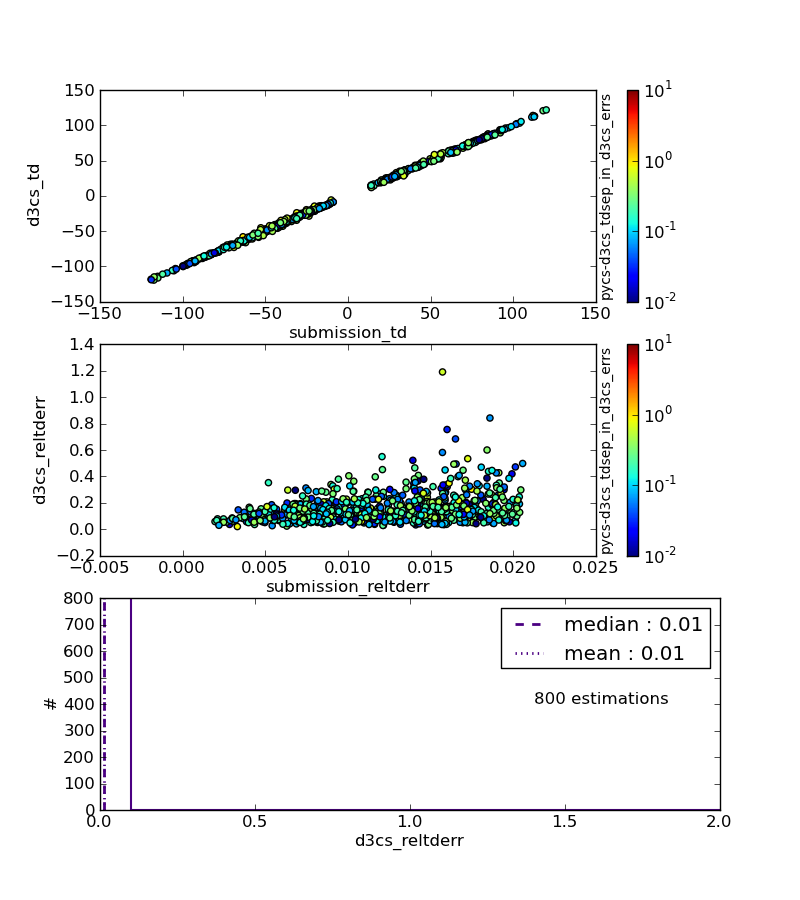 150
100
50
0
−50
−100
−150
d3cs_td
−150 −100 −50 0 50 100 150
submission_td
10^1
10^0
10^-1
10^-2
pycs-d3cs_tdsep_in_d3cs_errs
1.4
1.2
1.0
0.8
0.6
0.4
0.2
0.0
−0.2
d3cs_reltderr
−0.005 0.000 0.005 0.010 0.015 0.020 0.025
submission_reltderr
10^1
10^0
10^-1
10^-2
pycs-d3cs_tdsep_in_d3cs_errs
800
700
600
500
400
300
200
100
0
#
median : 0.01
mean : 0.01
800 estimations
0.0 0.5 1.0 1.5 2.0
d3cs_reltderr